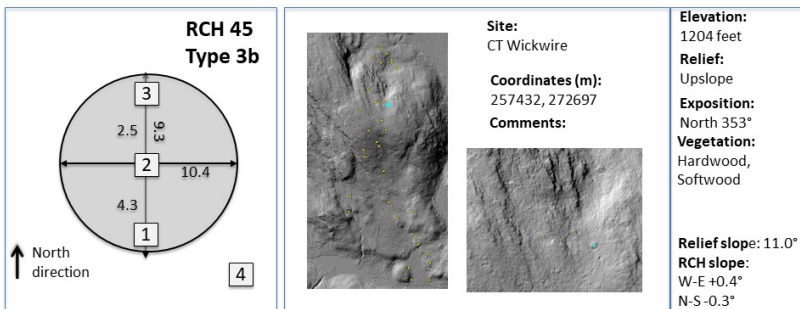 RCH 45
Type 3b
3
2.5
9.3
2
10.4
4.3
1
North
direction
4
Site:
CT Wickwire
Coordinates (m):
257432, 272697
Comments:
Elevation:
1204 feet
Relief:
Upslope
Exposition:
North 353°
Vegetation:
Hardwood,
Softwood
Relief slope: 11.0°
RCH slope:
W-E +0.4°
N-S -0.3°